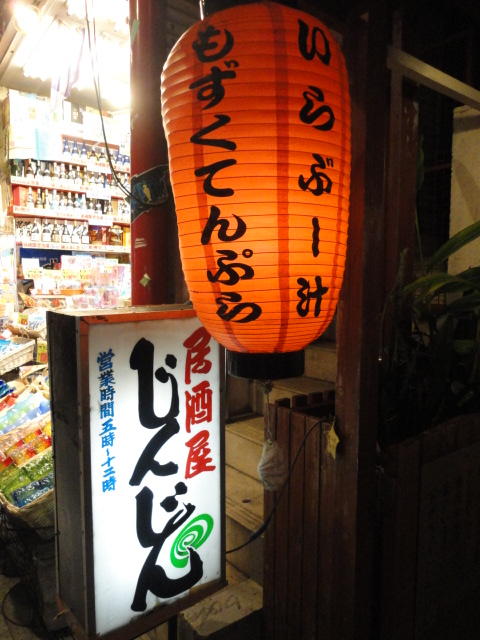 いらぶー汁
もずくてんぷら
居酒屋
じんじん
営業時間五時〜十二時